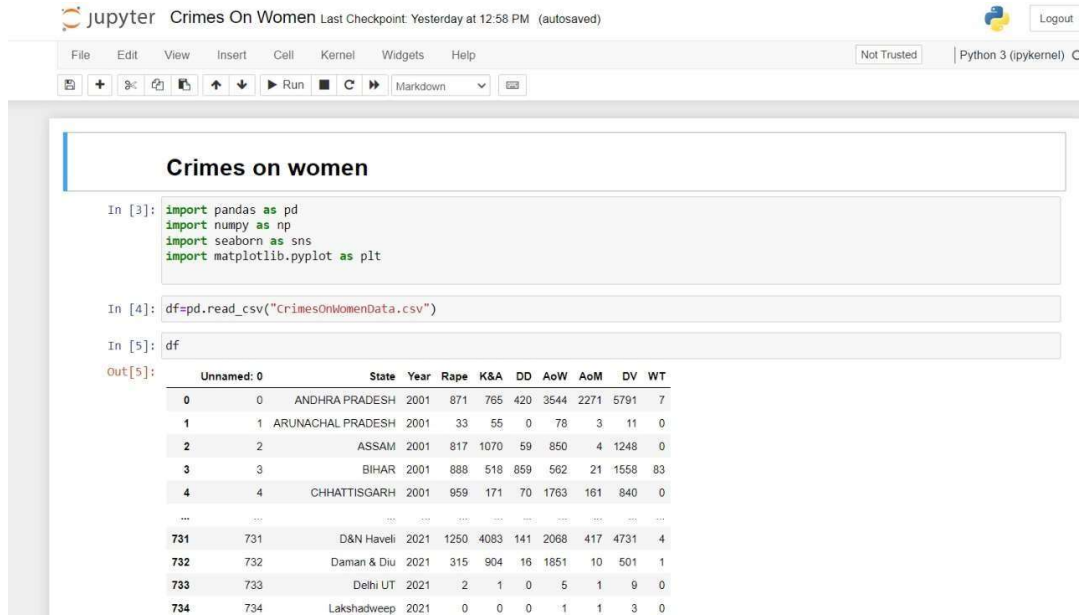 jupyter Crimes On Women Last Checkpoint: Yesterday at 12:58 PM (autosaved) Logout
File Edit View Insert Cell Kernel Widgets Help Not Trusted Python 3 (ipykernel)
Run Markdown
Crimes on women
In [3]: import pandas as pd
import numpy as np
import seaborn as sns
import matplotlib.pyplot as plt
In [4]: df=pd.read_csv("CrimesOnWomenData.csv")
In [5]: df
Out[5]:
Unnamed: 0 State Year Rape K&A DD AoW AoM DV WT
0 0 ANDHRA PRADESH 2001 871 765 420 3544 2271 5791 7
1 1 ARUNACHAL PRADESH 2001 33 55 0 78 3 11 0
2 2 ASSAM 2001 817 1070 59 850 4 1248 0
3 3 BIHAR 2001 888 518 859 562 21 1558 83
4 4 CHHATTISGARH 2001 959 171 70 1763 161 840 0
... ... ... ... ... ... ... ... ... ... ...
731 731 D&N Haveli 2021 1250 4083 141 2068 417 4731 4
732 732 Daman & Diu 2021 315 904 16 1851 10 501 1
733 733 Delhi UT 2021 2 1 0 5 1 9 0
734 734 Lakshadweep 2021 0 0 0 1 1 3 0